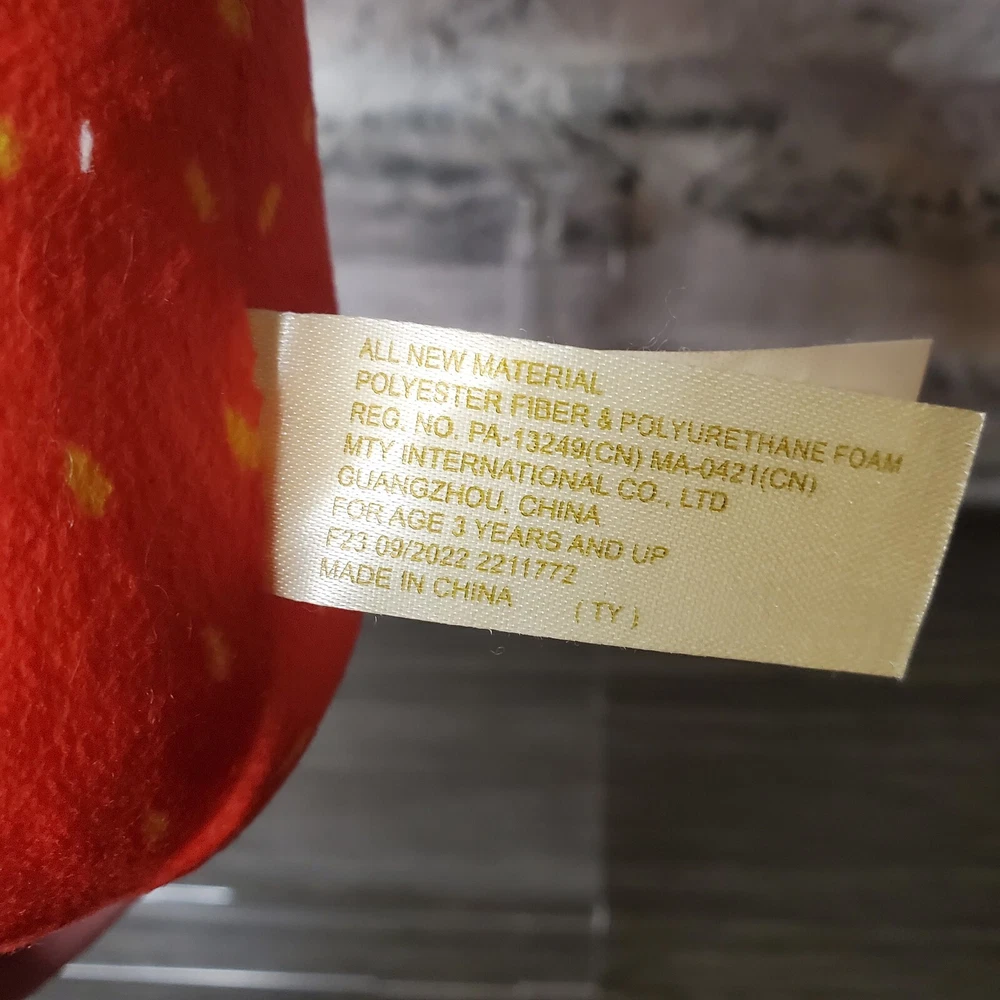 ALL NEW MATERIAL
POLYESTER FIBER & POLYURETHANE FOAM
REG. NO. PA-13249(CN) MA-0421(CN)
MTY INTERNATIONAL CO., LTD
GUANGZHOU, CHINA
FOR AGE 3 YEARS AND UP
F23 09/2022 2211772
MADE IN CHINA ( TY )